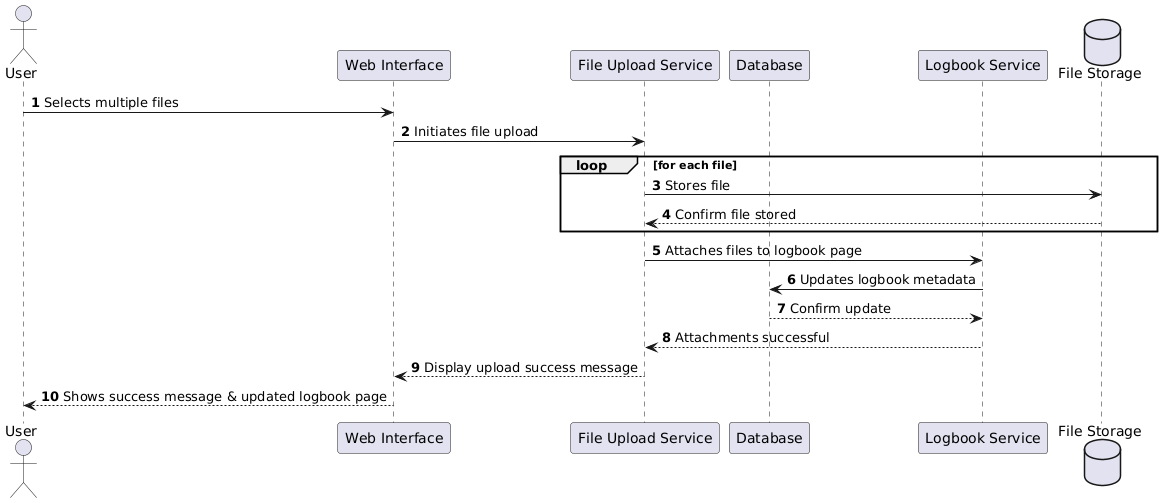 User
Web Interface
File Upload Service
Database
Logbook Service
File Storage
1 Selects multiple files
2 Initiates file upload
loop [for each file]
3 Stores file
4 Confirm file stored
5 Attaches files to logbook page
6 Updates logbook metadata
7 Confirm update
8 Attachments successful
9 Display upload success message
10 Shows success message & updated logbook page
User
Web Interface
File Upload Service
Database
Logbook Service
File Storage